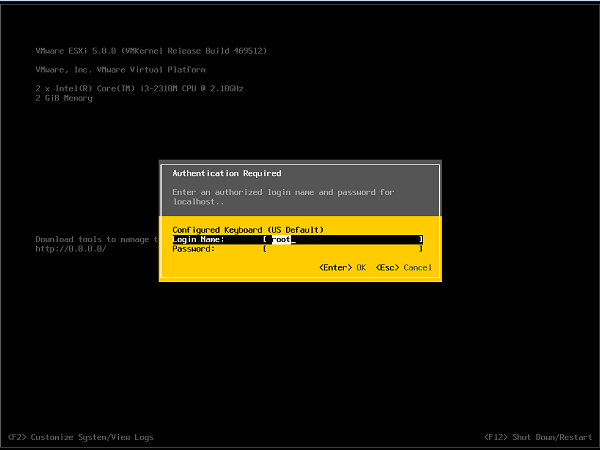 VMware ESXi 5.0.0 (VMKernel Release Build 469512)
VMware, Inc. VMware Virtual Platform
2 x Intel(R) Core(TM) i3-2310M CPU @ 2.10GHz
2 GiB Memory
Authentication Required
Enter an authorized login name and password for
localhost..
Configured Keyboard (US Default)
Login Name: [ root_ ]
Password: [ ]
<Enter> OK <Esc> Cancel
Download tools to manage t
http://0.0.0.0/
<F2> Customize System/View Logs
<F12> Shut Down/Restart